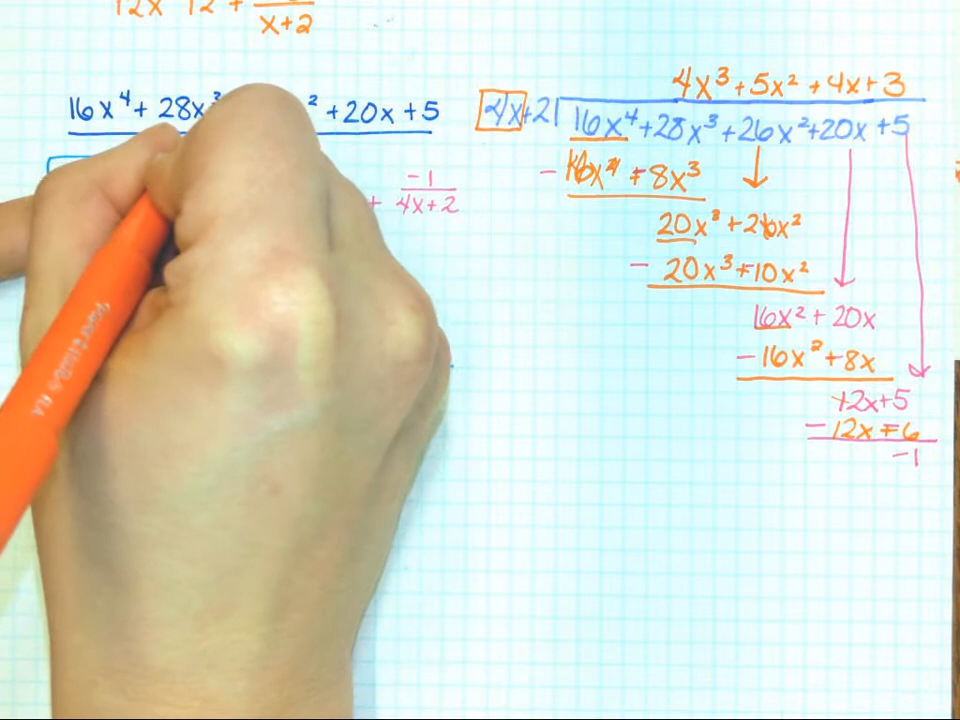 12x
x+2
16x⁴ + 28x³ ² + 20x + 5
+ -1
4x+2
4x³ + 5x² + 4x + 3
4x+2 16x⁴ + 28x³ + 26x² + 20x + 5
- 16x⁴ + 8x³
20x³ + 26x²
- 20x³ + 10x²
16x² + 20x
- 16x² + 8x
12x + 5
- 12x + 6
-1